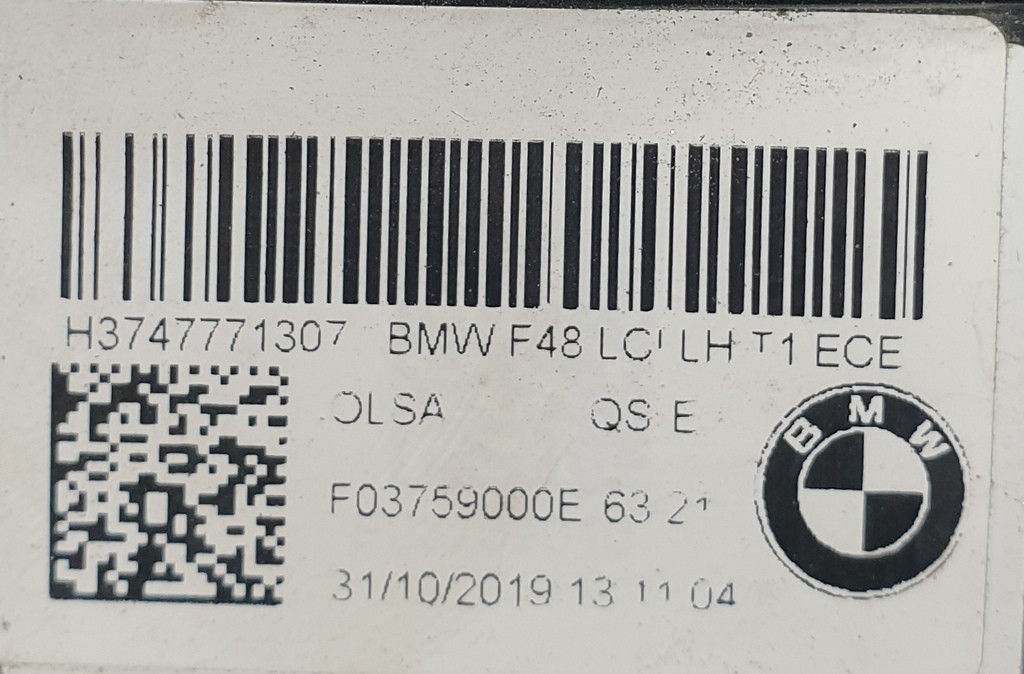 H3747771307 BMW F48 LCI LH T1 ECE
OLSA QS E
BMW
F03759000E 63 21
31/10/2019 13 11 04